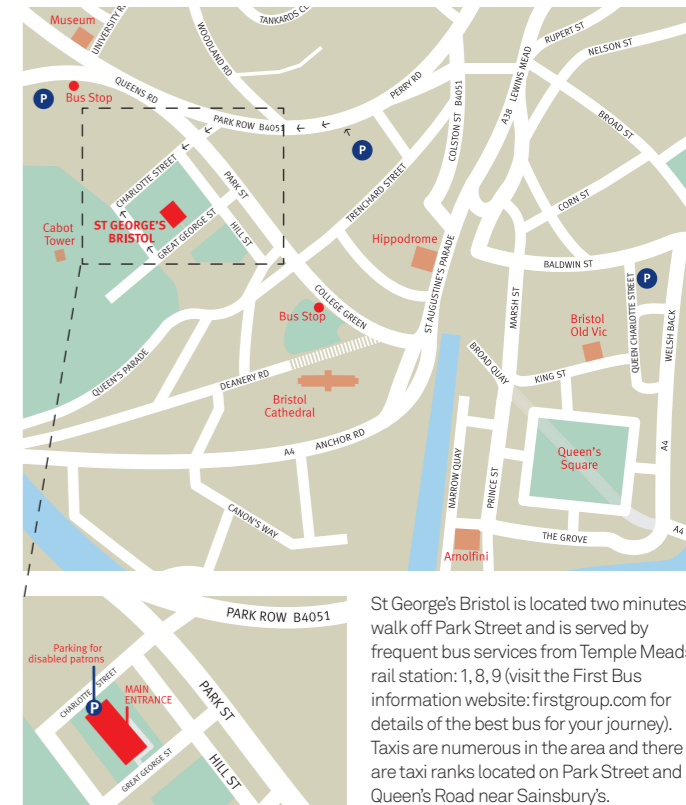 Museum
UNIVERSITY R
TANKARDS C
WOODLAND RD
RUPERT ST
NELSON ST
P
Bus Stop
QUEENS RD
PERRY RD
COLSTON ST B4051
A38 LEWINS MEAD
PARK ROW B4051
P
BROAD ST
CHARLOTTE STREET
PARK ST
TRENCHARD STREET
CORN ST
ST GEORGE'S
BRISTOL
GREAT GEORGE ST
HILL ST
Cabot
Tower
Hippodrome
ST AUGUSTINE'S PARADE
BALDWIN ST
P
MARSH ST
QUEEN CHARLOTTE STREET
WELSH BACK
Bus Stop
COLLEGE GREEN
Bristol
Old Vic
QUEEN'S PARADE
DEANERY RD
BROAD QUAY
KING ST
Bristol
Cathedral
A4 ANCHOR RD
NARROW QUAY
PRINCE ST
Queen's
Square
A4
CANON'S WAY
THE GROVE
A4
Arnolfini
PARK ROW B4051
Parking for
disabled patrons
CHARLOTTE STREET
P
MAIN
ENTRANCE
PARK ST
GREAT GEORGE ST
HILL ST
St George's Bristol is located two minutes
walk off Park Street and is served by
frequent bus services from Temple Meads
rail station: 1, 8, 9 (visit the First Bus
information website: firstgroup.com for
details of the best bus for your journey).
Taxis are numerous in the area and there
are taxi ranks located on Park Street and
Queen's Road near Sainsbury's.